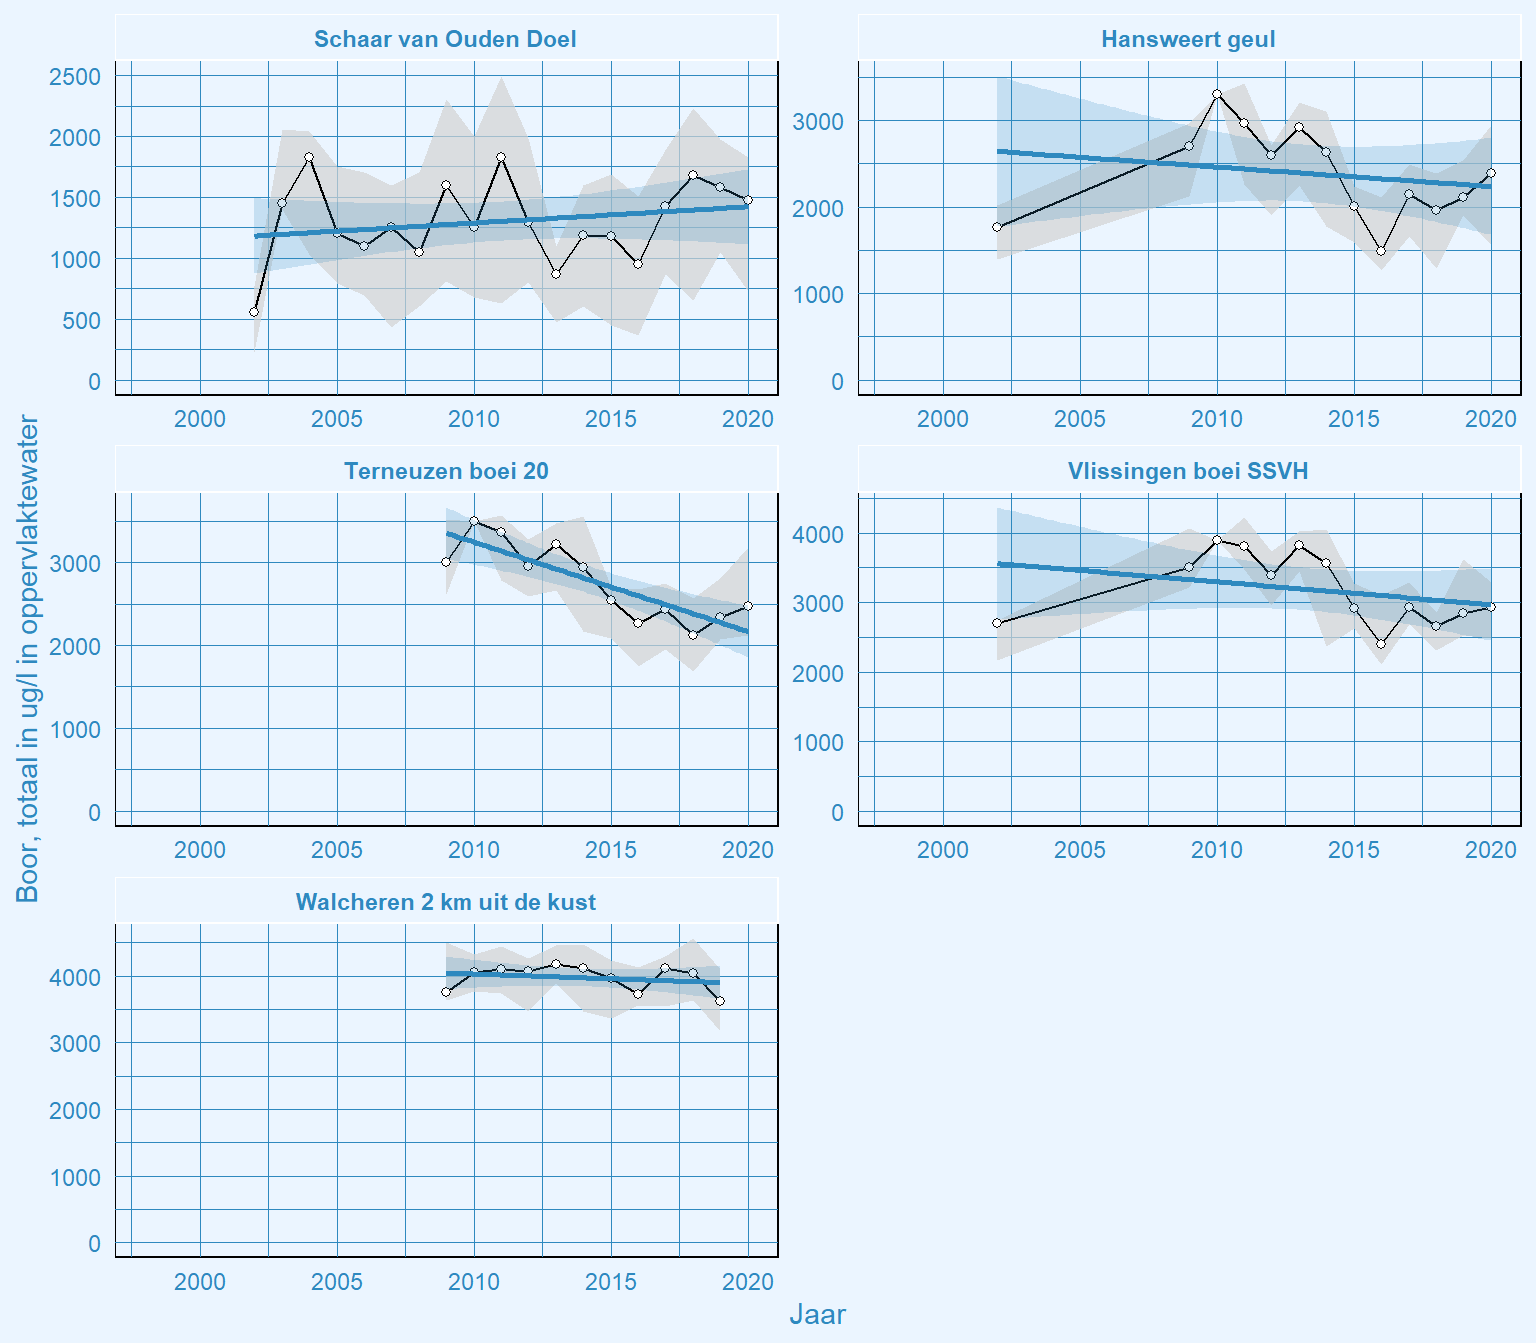 Schaar van Ouden Doel
2500
2000
1500
1000
500
0
2000 2005 2010 2015 2020
Hansweert geul
3000
2000
1000
0
2000 2005 2010 2015 2020
Boor, totaal in ug/l in oppervlaktewater
Terneuzen boei 20
3000
2000
1000
0
2000 2005 2010 2015 2020
Vlissingen boei SSVH
4000
3000
2000
1000
0
2000 2005 2010 2015 2020
Walcheren 2 km uit de kust
4000
3000
2000
1000
0
2000 2005 2010 2015 2020
Jaar